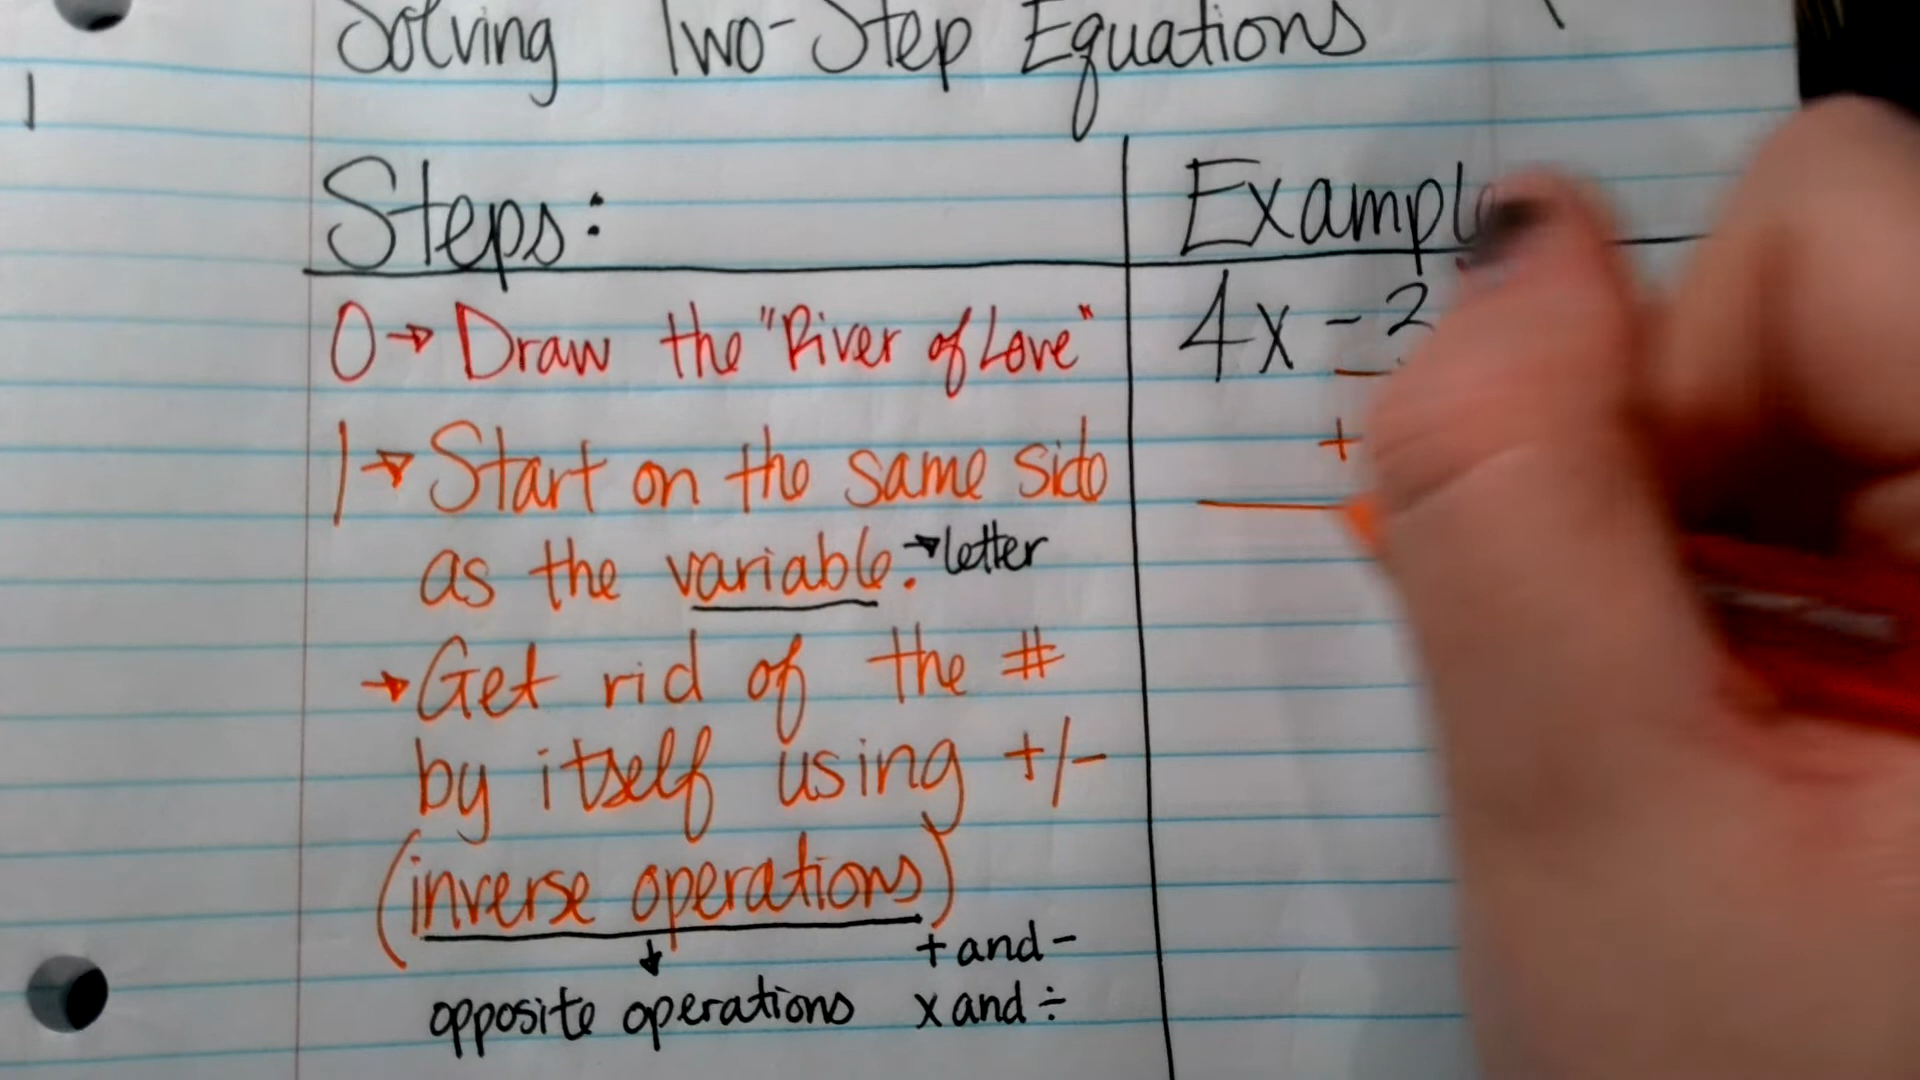 Solving Two-Step Equations
Steps:
Example
0→ Draw the "River of Love"
4x -
1→ Start on the same side
+
as the variable. → letter
→ Get rid of the #
by itself using +/-
(inverse operations)
+ and -
opposite operations x and ÷